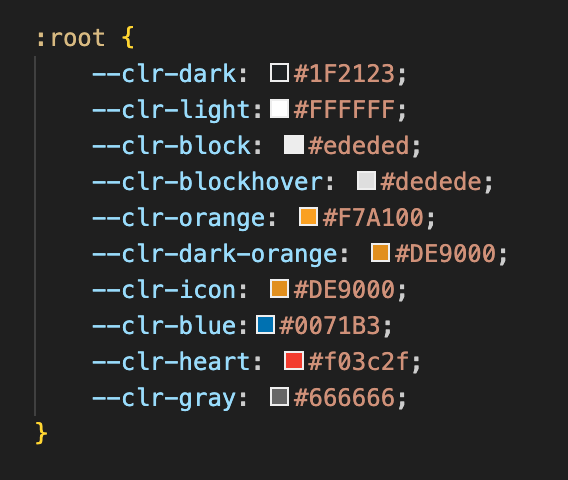 :root {
--clr-dark: #1F2123;
--clr-light: #FFFFFF;
--clr-block: #ededed;
--clr-blockhover: #dedede;
--clr-orange: #F7A100;
--clr-dark-orange: #DE9000;
--clr-icon: #DE9000;
--clr-blue: #0071B3;
--clr-heart: #f03c2f;
--clr-gray: #666666;
}